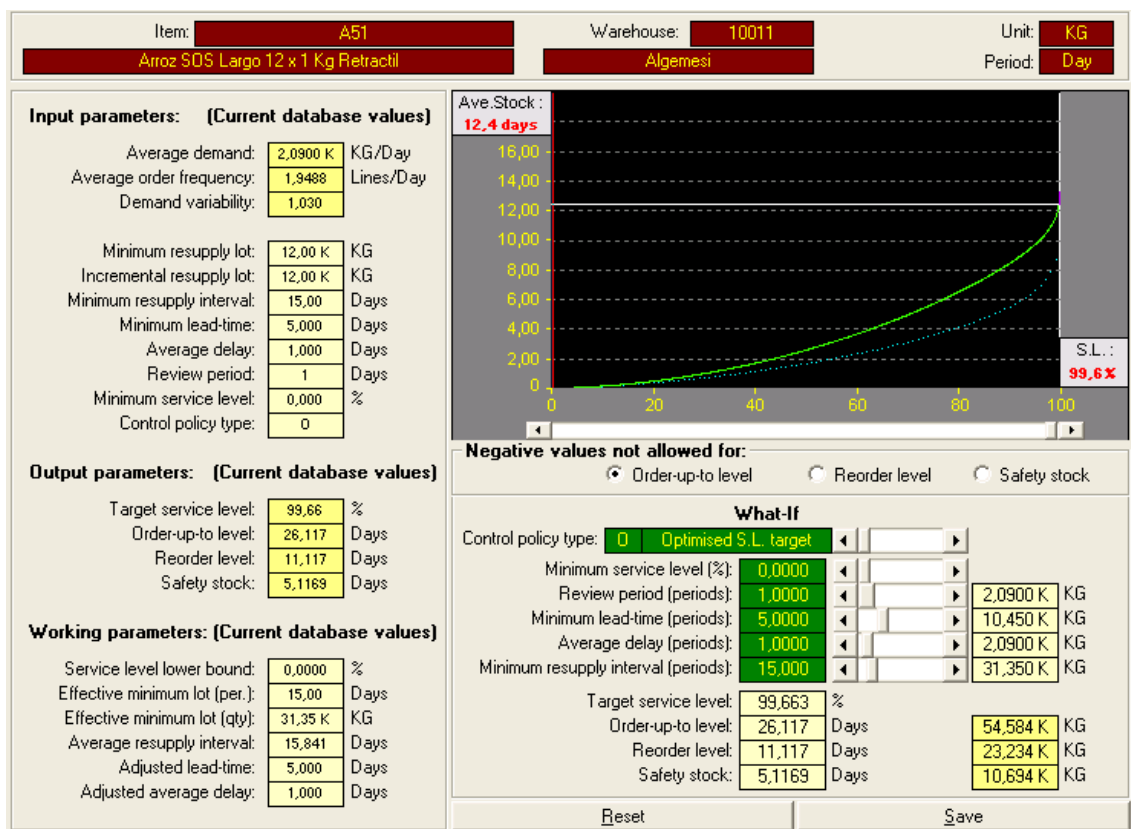 Item: A51 Warehouse: 10011 Unit: KG
Arroz SOS Largo 12 x 1 Kg Retractil Algemesi Period: Day
Input parameters: (Current database values)
Average demand: 2,0900 K KG/Day
Average order frequency: 1,9488 Lines/Day
Demand variability: 1,030
Minimum resupply lot: 12,00 K KG
Incremental resupply lot: 12,00 K KG
Minimum resupply interval: 15,00 Days
Minimum lead-time: 5,000 Days
Average delay: 1,000 Days
Review period: 1 Days
Minimum service level: 0,000 %
Control policy type: O
Output parameters: (Current database values)
Target service level: 99,66 %
Order-up-to level: 26,117 Days
Reorder level: 11,117 Days
Safety stock: 5,1169 Days
Working parameters: (Current database values)
Service level lower bound: 0,0000 %
Effective minimum lot (per.): 15,00 Days
Effective minimum lot (qty): 31,35 K KG
Average resupply interval: 15,841 Days
Adjusted lead-time: 5,000 Days
Adjusted average delay: 1,000 Days
Ave.Stock :
12,4 days
16,00
14,00
12,00
10,00
8,00
6,00
4,00
2,00
0
S.L. :
99,6%
0 20 40 60 80 100
Negative values not allowed for:
Order-up-to level Reorder level Safety stock
What-If
Control policy type: O Optimised S.L. target
Minimum service level (%): 0,0000
Review period (periods): 1,0000 2,0900 K KG
Minimum lead-time (periods): 5,0000 10,450 K KG
Average delay (periods): 1,0000 2,0900 K KG
Minimum resupply interval (periods): 15,000 31,350 K KG
Target service level: 99,663 %
Order-up-to level: 26,117 Days 54,584 K KG
Reorder level: 11,117 Days 23,234 K KG
Safety stock: 5,1169 Days 10,694 K KG
Reset Save